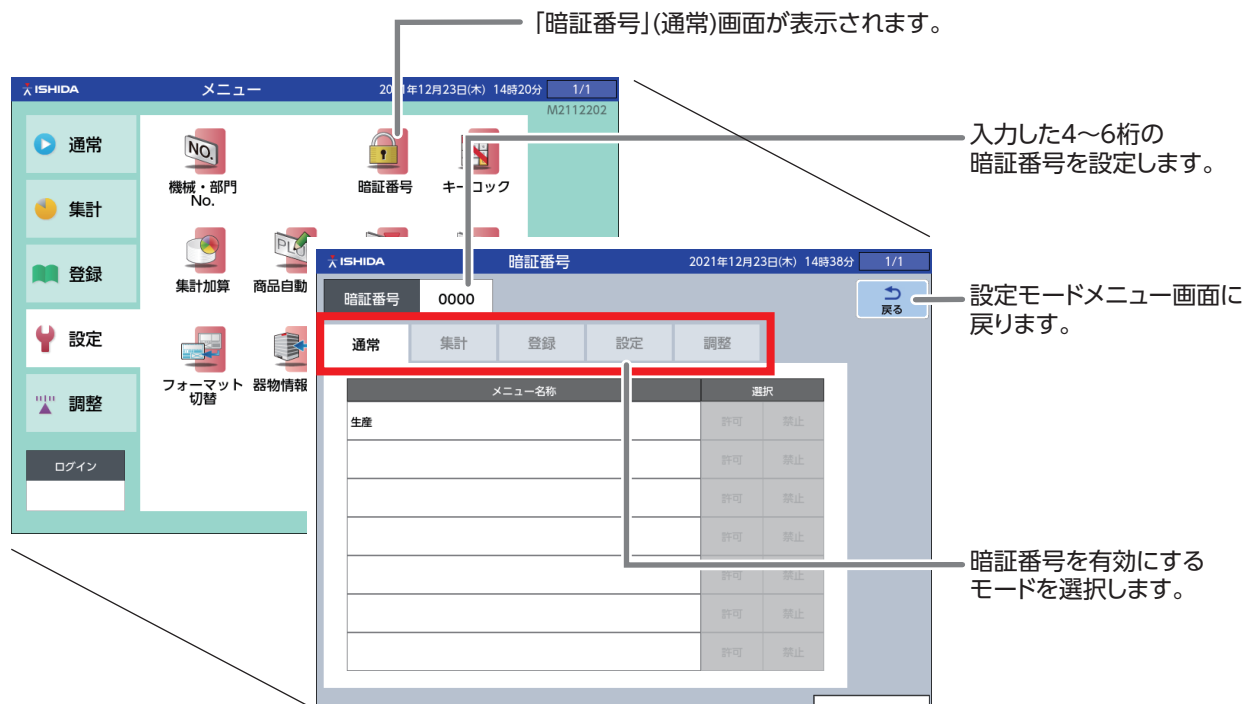 「暗証番号」(通常)画面が表示されます。
ISHIDA
メニュー
2021年12月23日(木) 14時20分
1/1
M2112202
通常
集計
登録
設定
調整
ログイン
NO.
機械・部門
No.
暗証番号
キーロック
集計加算
PLU
商品自動
フォーマット
切替
器物情報
入力した4～6桁の
暗証番号を設定します。
ISHIDA
暗証番号
2021年12月23日(木) 14時38分
1/1
暗証番号
0000
戻る
設定モードメニュー画面に
戻ります。
通常
集計
登録
設定
調整
メニュー名称
選択
生産
許可 禁止
許可 禁止
許可 禁止
許可 禁止
許可 禁止
許可 禁止
許可 禁止
暗証番号を有効にする
モードを選択します。